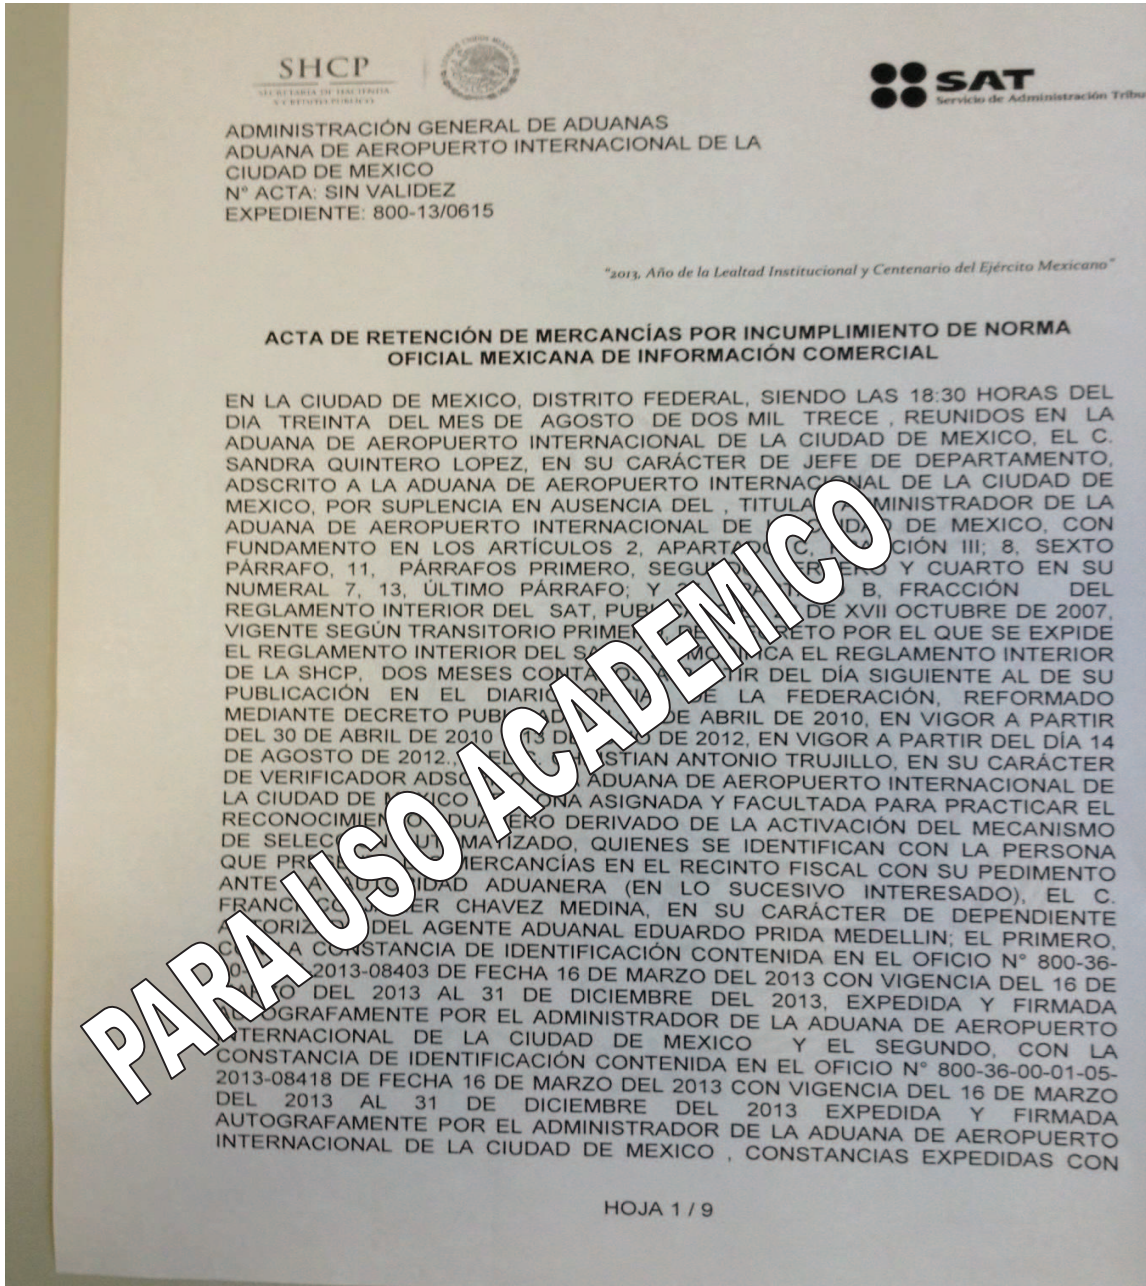 SHCP
SECRETARÍA DE HACIENDA
Y CRÉDITO PÚBLICO
SAT
Servicio de Administración Tribu
ADMINISTRACIÓN GENERAL DE ADUANAS
ADUANA DE AEROPUERTO INTERNACIONAL DE LA
CIUDAD DE MEXICO
N° ACTA: SIN VALIDEZ
EXPEDIENTE: 800-13/0615
"2013, Año de la Lealtad Institucional y Centenario del Ejército Mexicano"
ACTA DE RETENCIÓN DE MERCANCÍAS POR INCUMPLIMIENTO DE NORMA
OFICIAL MEXICANA DE INFORMACIÓN COMERCIAL
EN LA CIUDAD DE MEXICO, DISTRITO FEDERAL, SIENDO LAS 18:30 HORAS DEL
DIA TREINTA DEL MES DE AGOSTO DE DOS MIL TRECE , REUNIDOS EN LA
ADUANA DE AEROPUERTO INTERNACIONAL DE LA CIUDAD DE MEXICO, EL C.
SANDRA QUINTERO LOPEZ, EN SU CARÁCTER DE JEFE DE DEPARTAMENTO,
ADSCRITO A LA ADUANA DE AEROPUERTO INTERNACIONAL DE LA CIUDAD DE
MEXICO, POR SUPLENCIA EN AUSENCIA DEL , DE LA
ADUANA DE AEROPUERTO INTERNACIONAL DE CIUDAD DE MEXICO, CON
FUNDAMENTO EN LOS ARTÍCULOS 2, C, III; 8, SEXTO
PÁRRAFO, 11, PÁRRAFOS PRIMERO, Y CUARTO EN SU
NUMERAL 7, 13, ÚLTIMO PÁRRAFO; Y B, FRACCIÓN DEL
REGLAMENTO INTERIOR DEL SAT, DE XVII OCTUBRE DE 2007,
VIGENTE SEGÚN TRANSITORIO POR EL QUE SE EXPIDE
EL REGLAMENTO INTERIOR DEL EL REGLAMENTO INTERIOR
DE LA SHCP, DOS MESES DEL DÍA SIGUIENTE AL DE SU
PUBLICACIÓN EN EL DIARIO DE LA FEDERACIÓN, REFORMADO
MEDIANTE DECRETO DE ABRIL DE 2010, EN VIGOR A PARTIR
DEL 30 DE ABRIL DE 2010 13 DE 2012, EN VIGOR A PARTIR DEL DÍA 14
DE AGOSTO DE 2012., ANTONIO TRUJILLO, EN SU CARÁCTER
DE VERIFICADOR ADUANA DE AEROPUERTO INTERNACIONAL DE
LA CIUDAD DE MEXICO ASIGNADA Y FACULTADA PARA PRACTICAR EL
RECONOCIMIENTO ADUANERO DERIVADO DE LA ACTIVACIÓN DEL MECANISMO
DE SELECCIÓN AUTOMATIZADO, QUIENES SE IDENTIFICAN CON LA PERSONA
QUE MERCANCÍAS EN EL RECINTO FISCAL CON SU PEDIMENTO
ANTE LA AUTORIDAD ADUANERA (EN LO SUCESIVO INTERESADO), EL C.
CHAVEZ MEDINA, EN SU CARÁCTER DE DEPENDIENTE
DEL AGENTE ADUANAL EDUARDO PRIDA MEDELLIN; EL PRIMERO,
CON LA CONSTANCIA DE IDENTIFICACIÓN CONTENIDA EN EL OFICIO N° 800-36-
2013-08403 DE FECHA 16 DE MARZO DEL 2013 CON VIGENCIA DEL 16 DE
MARZO DEL 2013 AL 31 DE DICIEMBRE DEL 2013, EXPEDIDA Y FIRMADA
AUTOGRAFAMENTE POR EL ADMINISTRADOR DE LA ADUANA DE AEROPUERTO
INTERNACIONAL DE LA CIUDAD DE MEXICO Y EL SEGUNDO, CON LA
CONSTANCIA DE IDENTIFICACIÓN CONTENIDA EN EL OFICIO N° 800-36-00-01-05-
2013-08418 DE FECHA 16 DE MARZO DEL 2013 CON VIGENCIA DEL 16 DE MARZO
DEL 2013 AL 31 DE DICIEMBRE DEL 2013 EXPEDIDA Y FIRMADA
AUTOGRAFAMENTE POR EL ADMINISTRADOR DE LA ADUANA DE AEROPUERTO
INTERNACIONAL DE LA CIUDAD DE MEXICO , CONSTANCIAS EXPEDIDAS CON
PARA USO ACADEMICO
HOJA 1 / 9